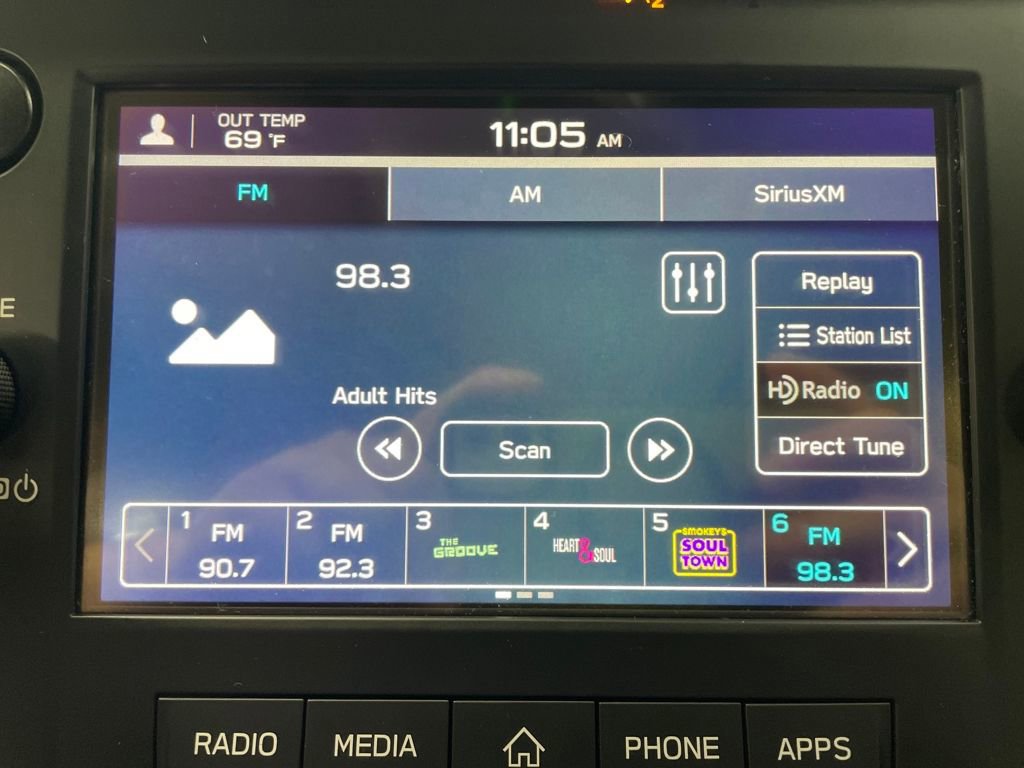 OUT TEMP
69 °F
11:05 AM
FM
AM
SiriusXM
98.3
Adult Hits
Scan
Replay
Station List
HD Radio ON
Direct Tune
1
FM
90.7
2
FM
92.3
3
THE
GROOVE
4
HEART & SOUL
5
SMOKEY'S
SOUL
TOWN
6
FM
98.3
E
RADIO
MEDIA
PHONE
APPS